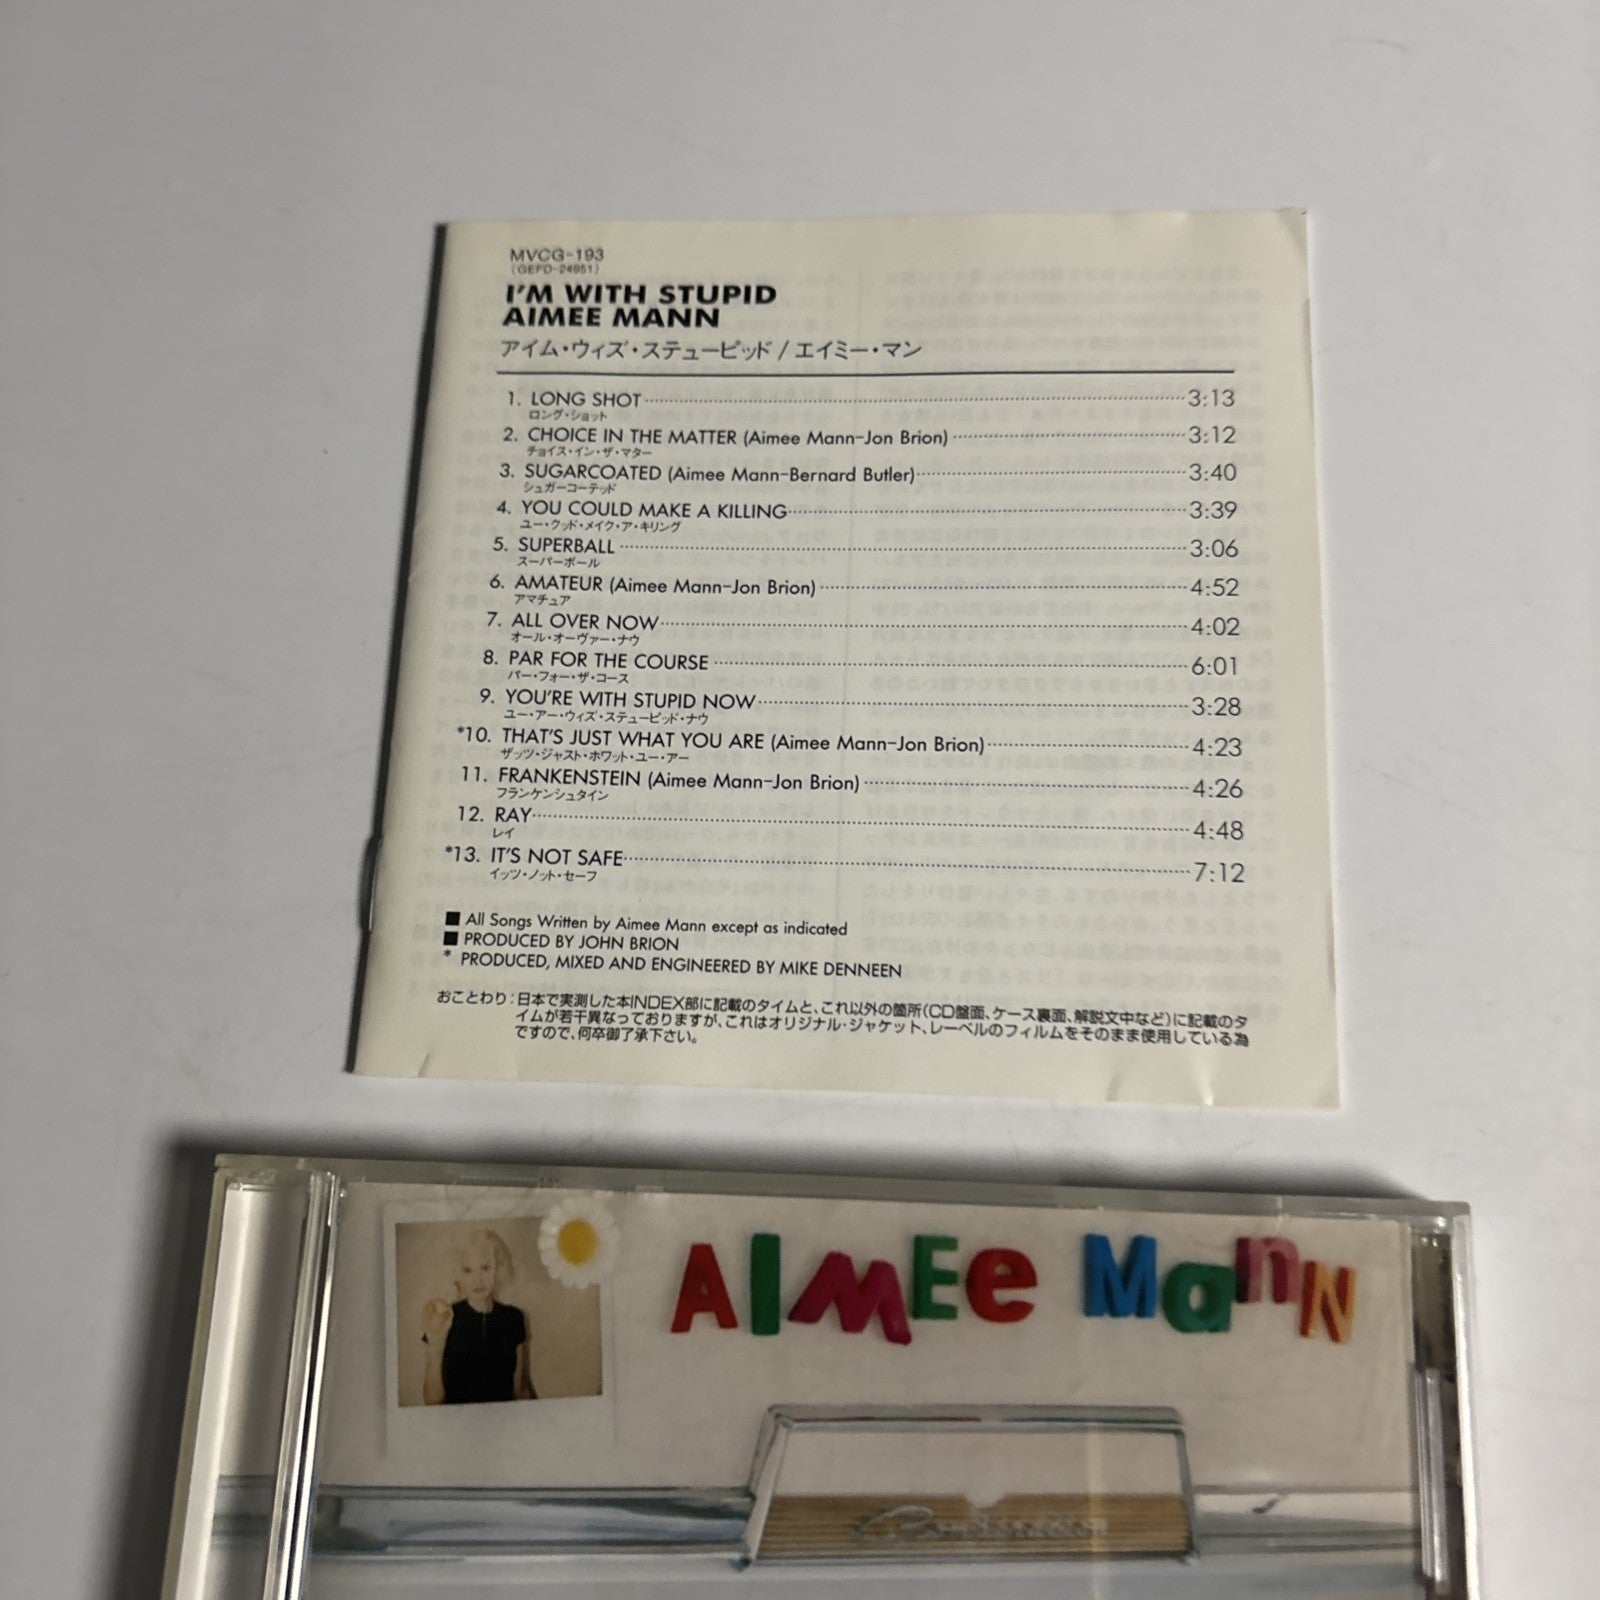 MVCG-193
(GEFD-24951)
I'M WITH STUPID
AIMEE MANN
アイム・ウィズ・ステューピッド / エイミー・マン
1. LONG SHOT 3:13
ロング・ショット
2. CHOICE IN THE MATTER (Aimee Mann-Jon Brion) 3:12
チョイス・イン・ザ・マター
3. SUGARCOATED (Aimee Mann-Bernard Butler) 3:40
シュガーコーテッド
4. YOU COULD MAKE A KILLING 3:39
ユー・クッド・メイク・ア・キリング
5. SUPERBALL 3:06
スーパーボール
6. AMATEUR (Aimee Mann-Jon Brion) 4:52
アマチュア
7. ALL OVER NOW 4:02
オール・オーヴァー・ナウ
8. PAR FOR THE COURSE 6:01
パー・フォー・ザ・コース
9. YOU'RE WITH STUPID NOW 3:28
ユー・アー・ウィズ・ステューピッド・ナウ
*10. THAT'S JUST WHAT YOU ARE (Aimee Mann-Jon Brion) 4:23
ザッツ・ジャスト・ホワット・ユー・アー
11. FRANKENSTEIN (Aimee Mann-Jon Brion) 4:26
フランケンシュタイン
12. RAY 4:48
レイ
*13. IT'S NOT SAFE 7:12
イッツ・ノット・セーフ
■ All Songs Written by Aimee Mann except as indicated
■ PRODUCED BY JOHN BRION
* PRODUCED, MIXED AND ENGINEERED BY MIKE DENNEEN
おことわり:日本で実測した本INDEX部に記載のタイムと、これ以外の箇所(CD盤面、ケース裏面、解説文中など)に記載のタ
イムが若干異なっておりますが、これはオリジナル・ジャケット、レーベルのフィルムをそのまま使用している為
ですので、何卒御了承下さい。
AIMEe MannN